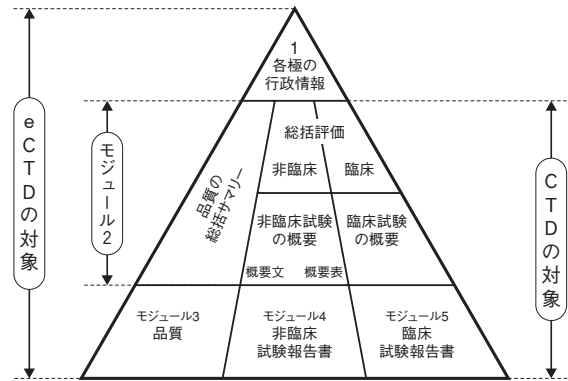 eCTDの対象
モジュール2
1
各極の
行政情報
総括評価
非臨床
臨床
品質の
総括サマリー
非臨床試験
の概要
臨床試験
の概要
概要文
概要表
モジュール3
品質
モジュール4
非臨床
試験報告書
モジュール5
臨床
試験報告書
CTDの対象